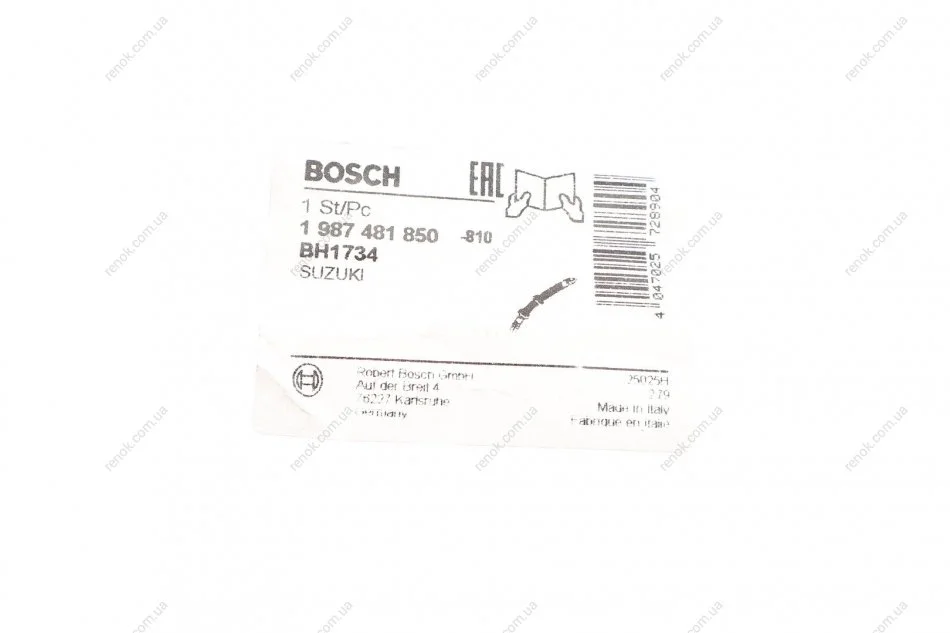 BOSCH
EAC
1 St/Pc
1 987 481 850 -810
BH1734
SUZUKI
4 047025 728904
Robert Bosch GmbH
Auf der Breit 4
76227 Karlsruhe
Germany
25025H
279
Made in Italy
Fabriqué en Italie
renok.com.ua